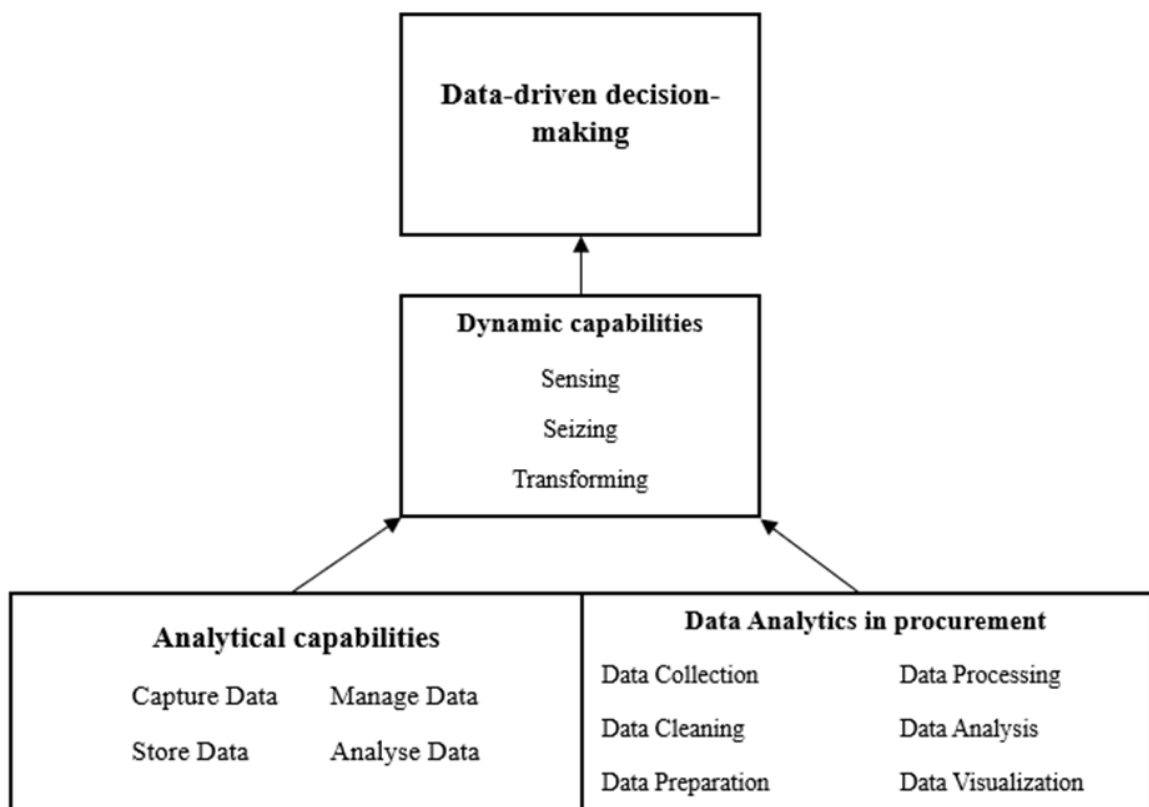 Data-driven decision-
making
Dynamic capabilities
Sensing
Seizing
Transforming
Analytical capabilities
Capture Data Manage Data
Store Data Analyse Data
Data Analytics in procurement
Data Collection Data Processing
Data Cleaning Data Analysis
Data Preparation Data Visualization